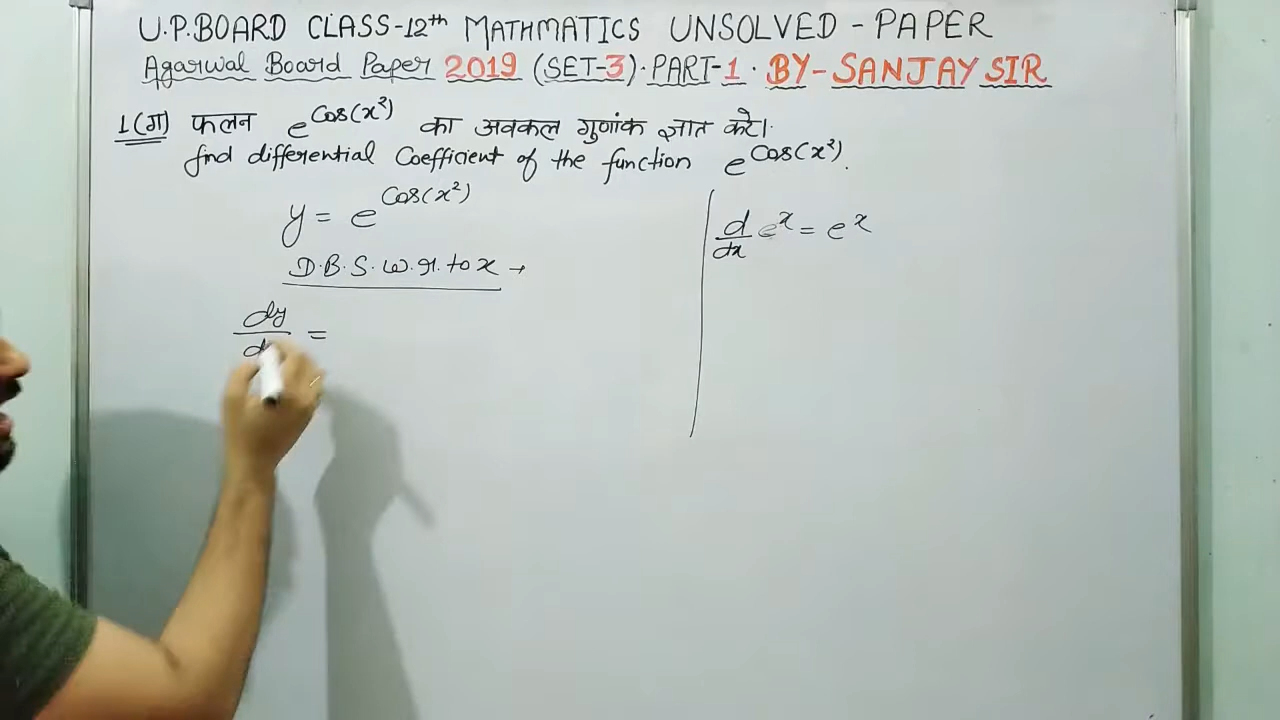 U.P.BOARD CLASS-12th MATHMATICS UNSOLVED - PAPER
Agarwal Board Paper 2019 (SET-3)· PART-1 · BY-SANJAY SIR
1(ग) फलन e^Cos(x²) का अवकल गुणांक ज्ञात करें।
find differential Coefficient of the function e^Cos(x²).
y = e^Cos(x²)
D.B.S. w.r. to x →
dy/d =
d/dx e^x = e^x